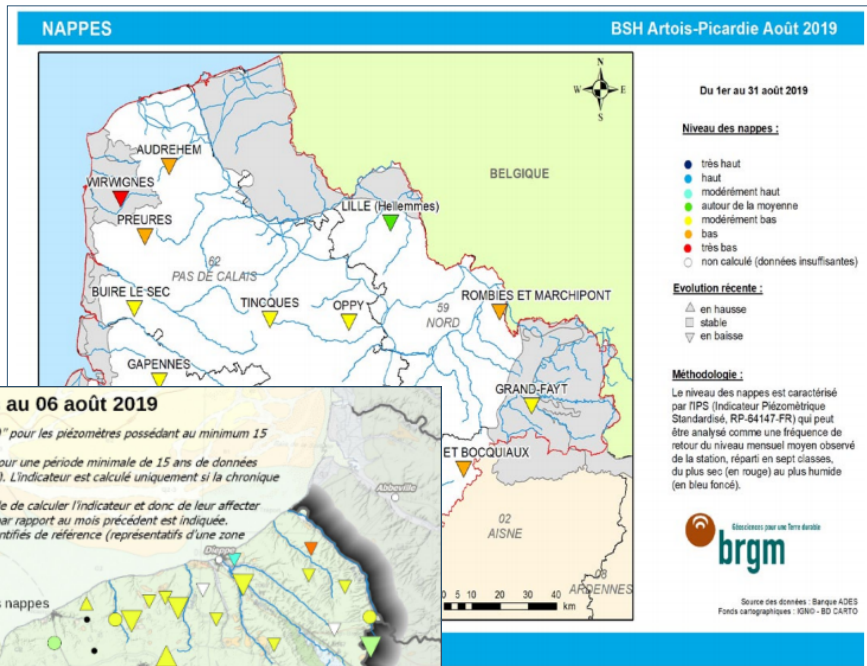 NAPPES
BSH Artois-Picardie Août 2019
N
W E
S
BELGIQUE
AUDREHEM
WIRWIGNES
PREURES
LILLE (Hellemmes)
62
PAS DE CALAIS
BUIRE LE SEC
TINCQUES
OPPY
59
NORD
ROMBIES ET MARCHIPONT
GAPENNES
GRAND-FAYT
ET BOCQUIAUX
02
AISNE
08
ARDENNES
0 5 10 20 30 40
km
Du 1er au 31 août 2019
Niveau des nappes :
très haut
haut
modérément haut
autour de la moyenne
modérément bas
bas
très bas
non calculé (données insuffisantes)
Evolution récente :
en hausse
stable
en baisse
Méthodologie :
Le niveau des nappes est caractérisé
par l'IPS (Indicateur Piézométrique
Standardisé, RP-64147-FR) qui peut
être analysé comme une fréquence de
retour du niveau mensuel moyen observé
de la station, réparti en sept classes,
du plus sec (en rouge) au plus humide
(en bleu foncé).
Géosciences pour une Terre durable
brgm
Source des données : Banque ADES
Fonds cartographiques : IGN© - BD CARTO
au 06 août 2019
)" pour les piézomètres possédant au minimum 15
our une période minimale de 15 ans de données
). L'indicateur est calculé uniquement si la chronique
le de calculer l'indicateur et donc de leur affecter
ar rapport au mois précédent est indiquée.
ntifiés de référence (représentatifs d'une zone
Abbeville
Dieppe
s nappes